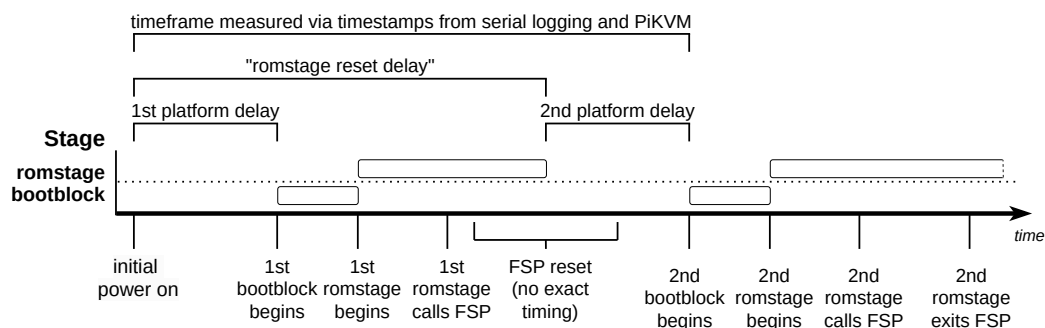 timeframe measured via timestamps from serial logging and PiKVM
"romstage reset delay"
1st platform delay
2nd platform delay
Stage
romstage
bootblock
time
initial
power on
1st
bootblock
begins
1st
romstage
begins
1st
romstage
calls FSP
FSP reset
(no exact
timing)
2nd
bootblock
begins
2nd
romstage
begins
2nd
romstage
calls FSP
2nd
romstage
exits FSP